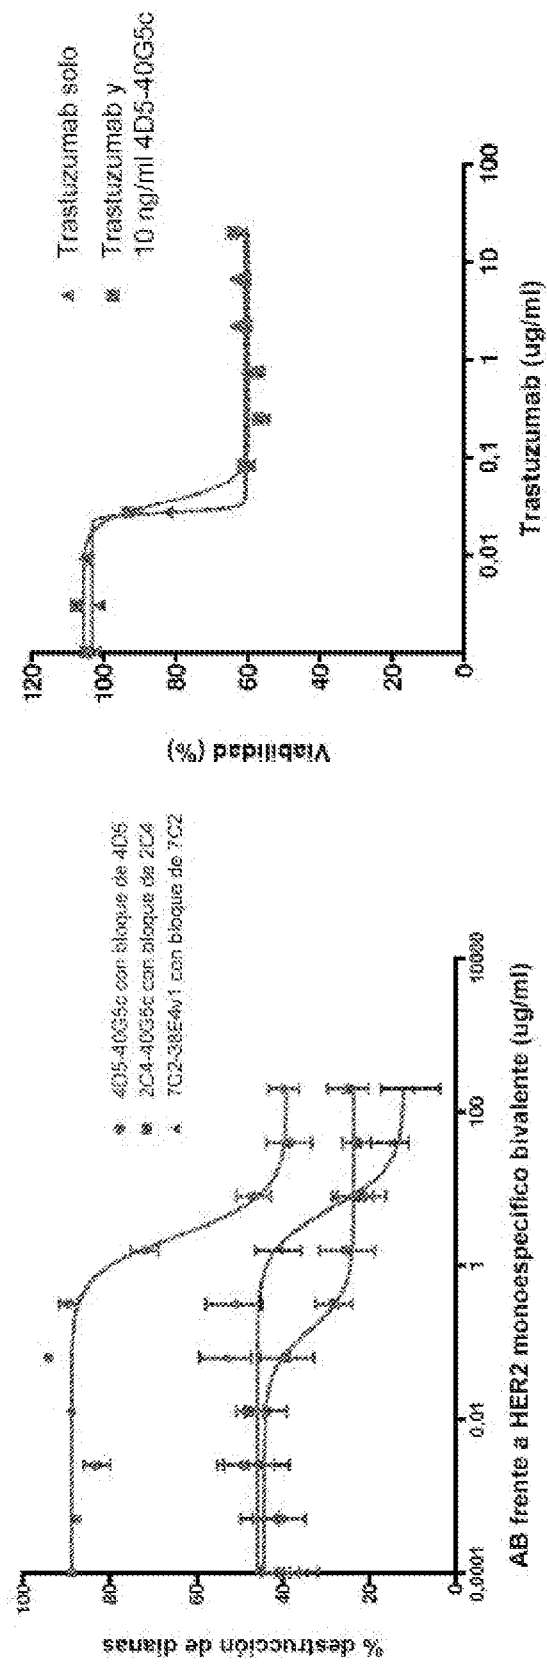 % destrucción de dianas
100
80
60
40
20
0
0,0001
0,01
1
100
10000
AB frente a HER2 monoespecífico bivalente (ug/ml)
4D5-40G5c con bloque de 4D5
2C4-40G5c con bloque de 2C4
7C2-38E4v1 con bloque de 7C2
Viabilidad (%)
120
100
80
60
40
20
0
0,01
0,1
1
10
100
Trastuzumab (ug/ml)
Trastuzumab solo
Trastuzumab y
10 ng/ml 4D5-40G5c